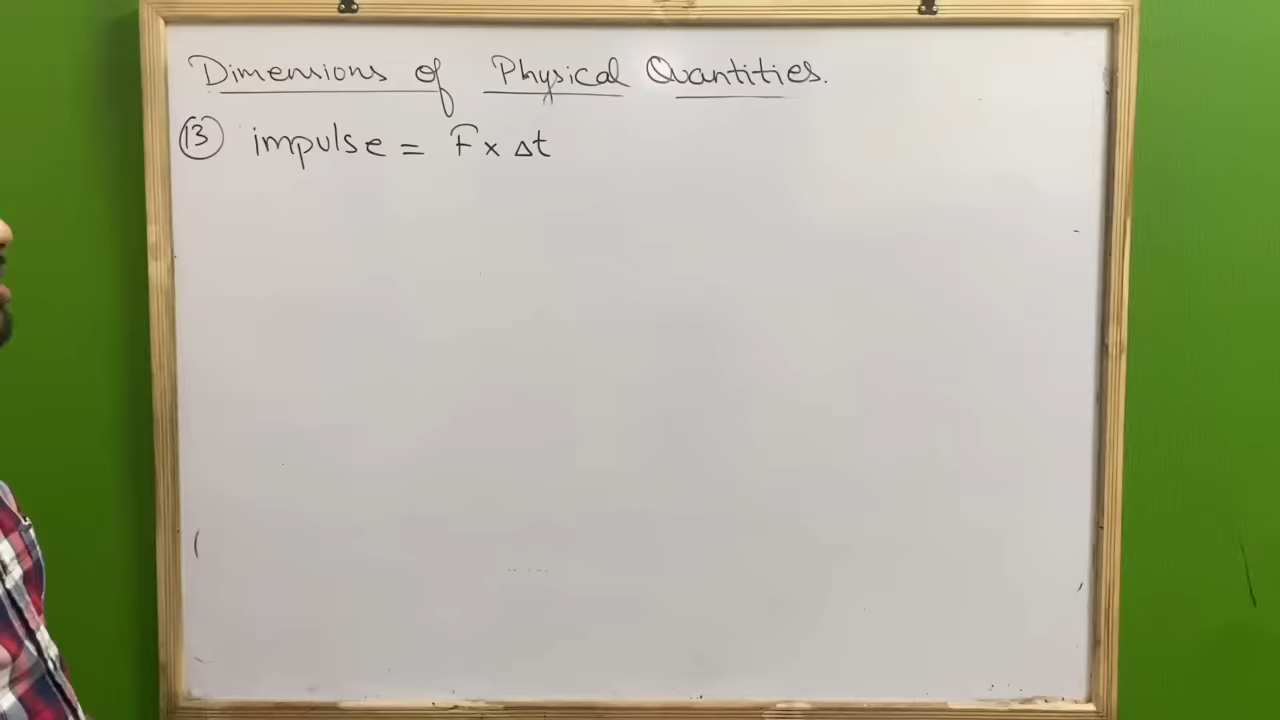 Dimensions of Physical Quantities.
13 impulse = F × Δt